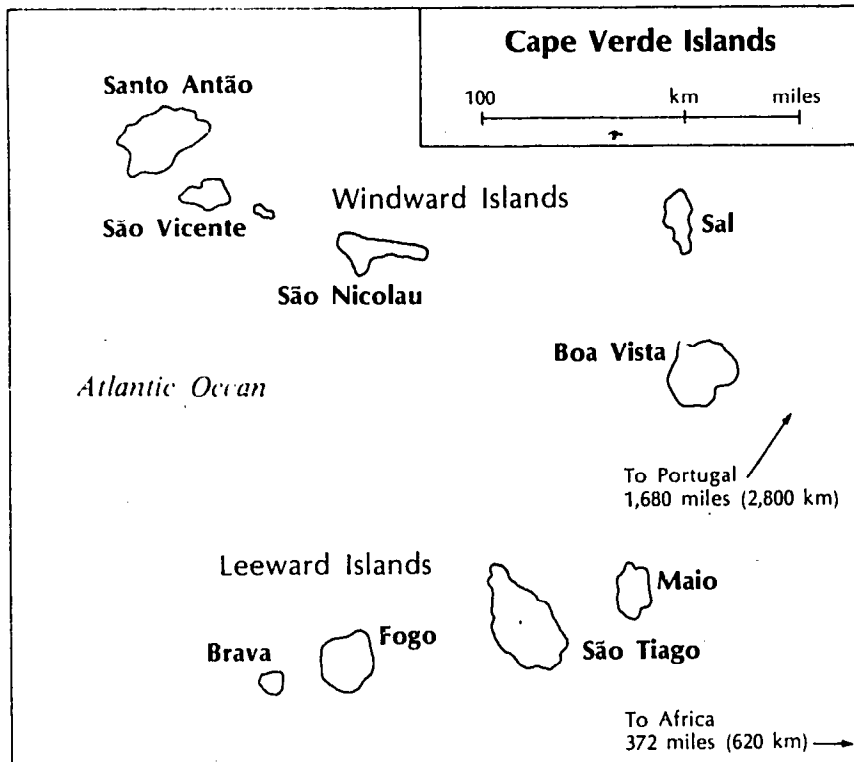 Cape Verde Islands
100 km miles
Santo Antão
São Vicente
Windward Islands
Sal
São Nicolau
Boa Vista
Atlantic Ocean
To Portugal
1,680 miles (2,800 km)
Leeward Islands
Maio
Fogo
Brava
São Tiago
To Africa
372 miles (620 km)